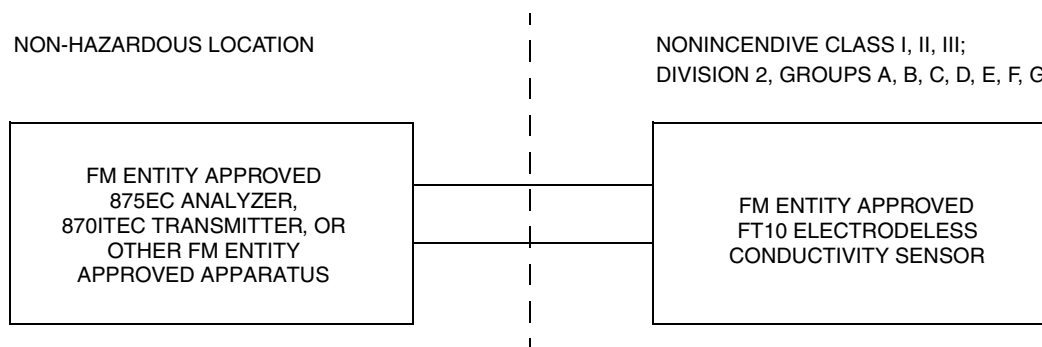 NON-HAZARDOUS LOCATION
NONINCENDIVE CLASS I, II, III;
DIVISION 2, GROUPS A, B, C, D, E, F, G
FM ENTITY APPROVED
875EC ANALYZER,
870ITEC TRANSMITTER, OR
OTHER FM ENTITY
APPROVED APPARATUS
FM ENTITY APPROVED
FT10 ELECTRODELESS
CONDUCTIVITY SENSOR